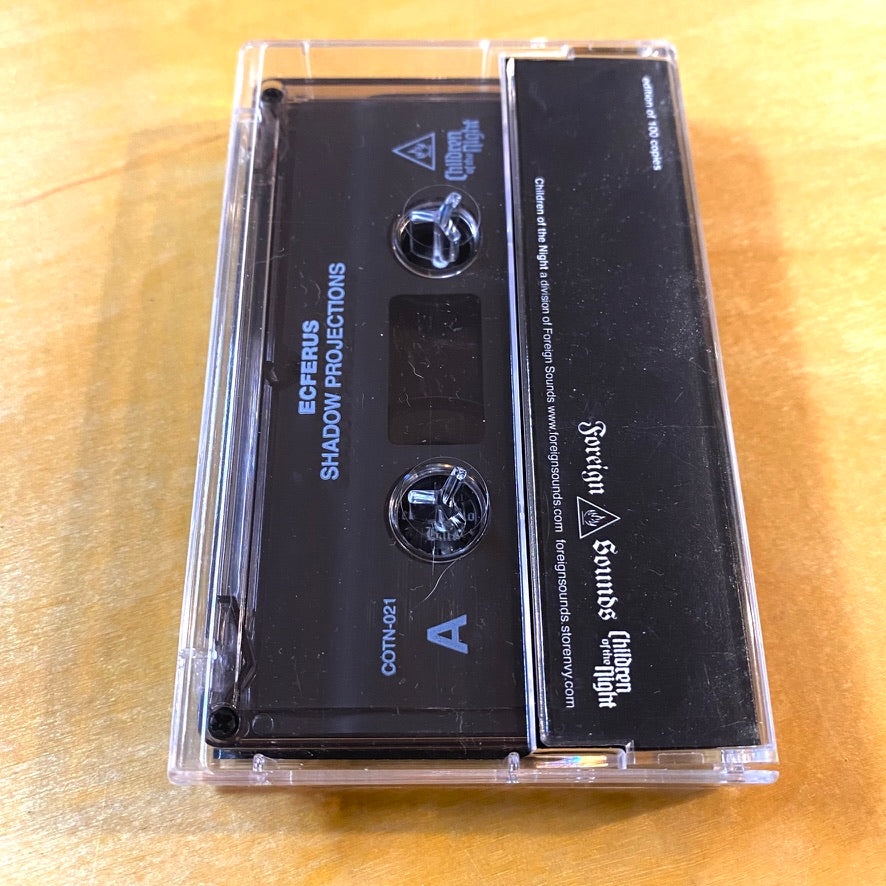 ECFERUS
SHADOW PROJECTIONS
Children
of the
Night
COTN-021
A
edition of 100 copies
Children of the Night a division of Foreign Sounds www.foreignsounds.com foreignsounds.storenvy.com
Foreign Sounds
Children
of the
Night